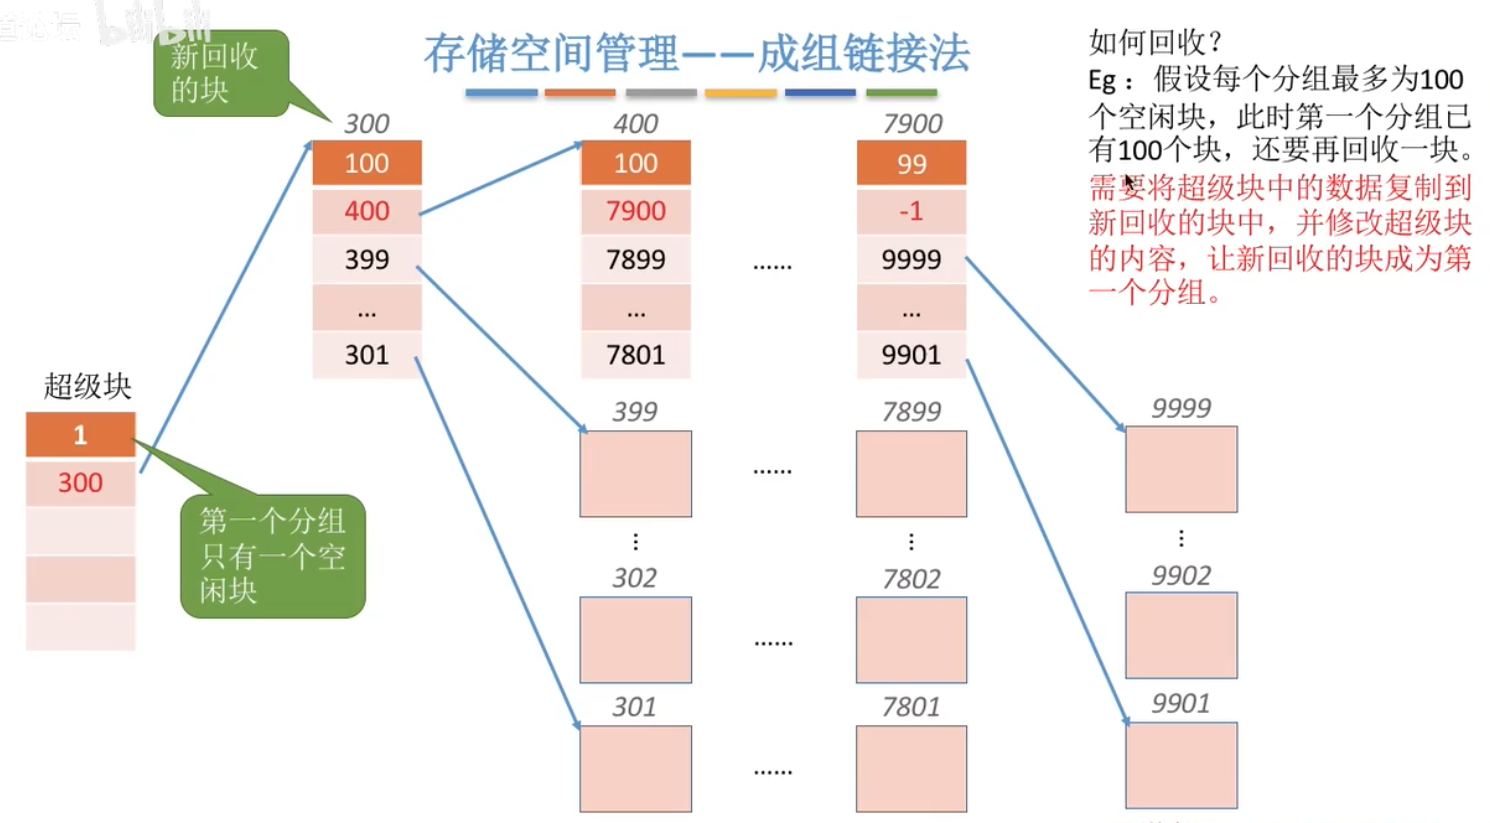 bilibili
新回收
的块
存储空间管理——成组链接法
如何回收？
Eg： 假设每个分组最多为100
个空闲块，此时第一个分组已
有100个块，还要再回收一块。
需要将超级块中的数据复制到
新回收的块中，并修改超级块
的内容，让新回收的块成为第
一个分组。
300
100
400
399
...
301
400
100
7900
7899
...
7801
......
7900
99
-1
9999
...
9901
超级块
1
300
第一个分组
只有一个空
闲块
399
......
7899
9999
...
...
...
302
......
7802
9902
301
......
7801
9901